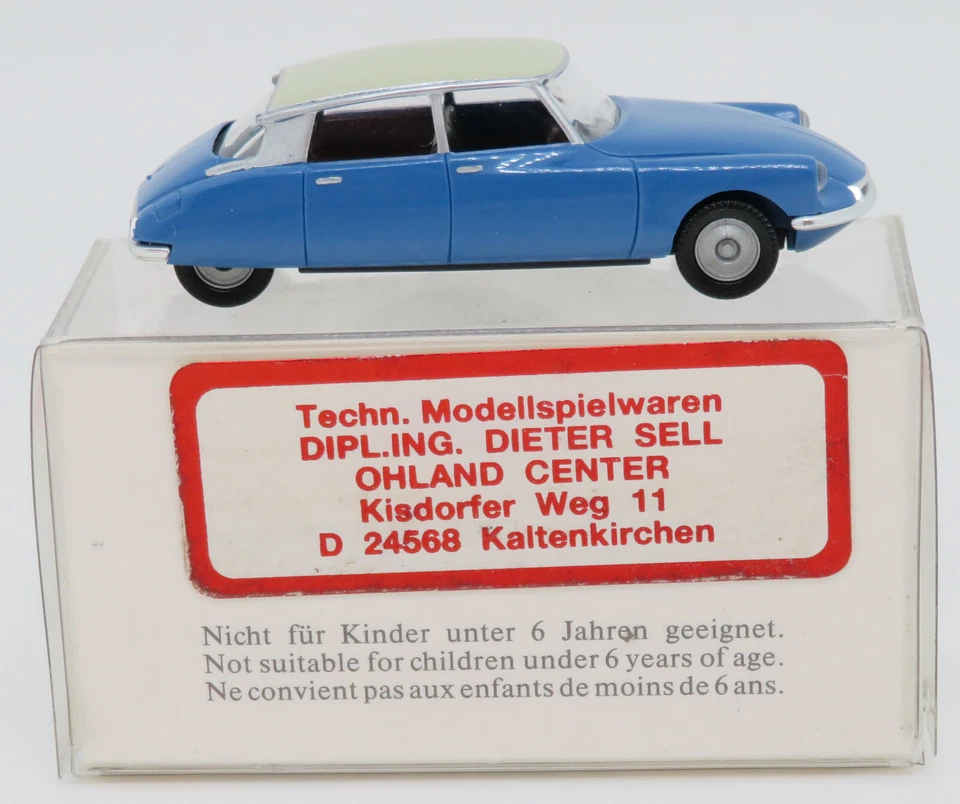 Techn. Modellspielwaren
DIPL.ING. DIETER SELL
OHLAND CENTER
Kisdorfer Weg 11
D 24568 Kaltenkirchen
Nicht für Kinder unter 6 Jahren geeignet.
Not suitable for children under 6 years of age.
Ne convient pas aux enfants de moins de 6 ans.